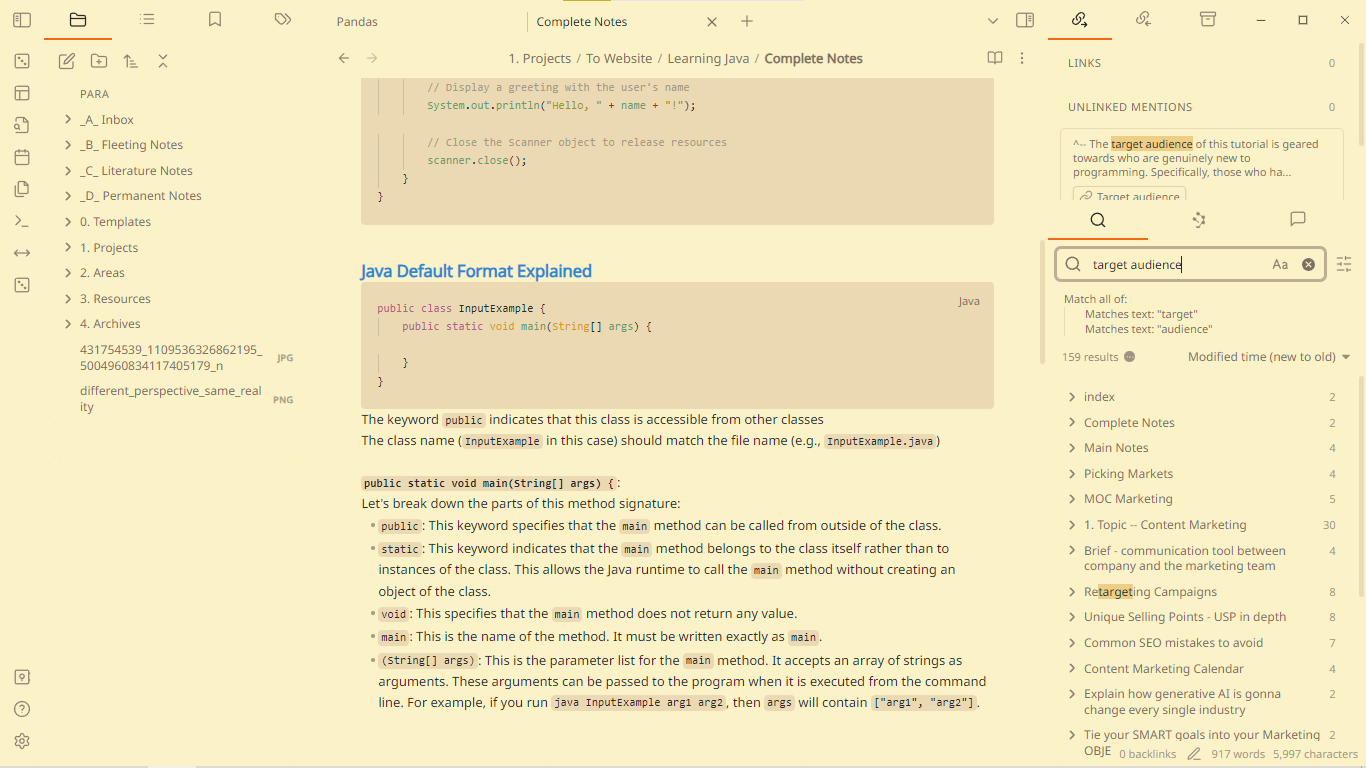 Pandas
Complete Notes
1. Projects / To Website / Learning Java / Complete Notes
PARA
_A_ Inbox
_B_ Fleeting Notes
_C_ Literature Notes
_D_ Permanent Notes
0. Templates
1. Projects
2. Areas
3. Resources
4. Archives
431754539_1109536326862195_
5004960834117405179_n
JPG
different_perspective_same_real
ity
PNG
// Display a greeting with the user's name
System.out.println("Hello, " + name + "!");
// Close the Scanner object to release resources
scanner.close();
}
}
Java Default Format Explained
Java
public class InputExample {
public static void main(String[] args) {
}
}
The keyword public indicates that this class is accessible from other classes
The class name (InputExample in this case) should match the file name (e.g., InputExample.java)
public static void main(String[] args) {:
Let's break down the parts of this method signature:
• public: This keyword specifies that the main method can be called from outside of the class.
• static: This keyword indicates that the main method belongs to the class itself rather than to
instances of the class. This allows the Java runtime to call the main method without creating an
object of the class.
• void: This specifies that the main method does not return any value.
• main: This is the name of the method. It must be written exactly as main.
• (String[] args): This is the parameter list for the main method. It accepts an array of strings as
arguments. These arguments can be passed to the program when it is executed from the command
line. For example, if you run java InputExample arg1 arg2, then args will contain ["arg1", "arg2"].
LINKS 0
UNLINKED MENTIONS 0
^-- The target audience of this tutorial is geared
towards who are genuinely new to
programming. Specifically, those who ha...
Target audience
target audience
Aa
Match all of:
Matches text: "target"
Matches text: "audience"
159 results
Modified time (new to old)
index 2
Complete Notes 2
Main Notes 4
Picking Markets 4
MOC Marketing 5
1. Topic -- Content Marketing 30
Brief - communication tool between 4
company and the marketing team
Retargeting Campaigns 8
Unique Selling Points - USP in depth 8
Common SEO mistakes to avoid 7
Content Marketing Calendar 4
Explain how generative AI is gonna 2
change every single industry
Tie your SMART goals into your Marketing 2
OBJE
0 backlinks 917 words 5,997 characters